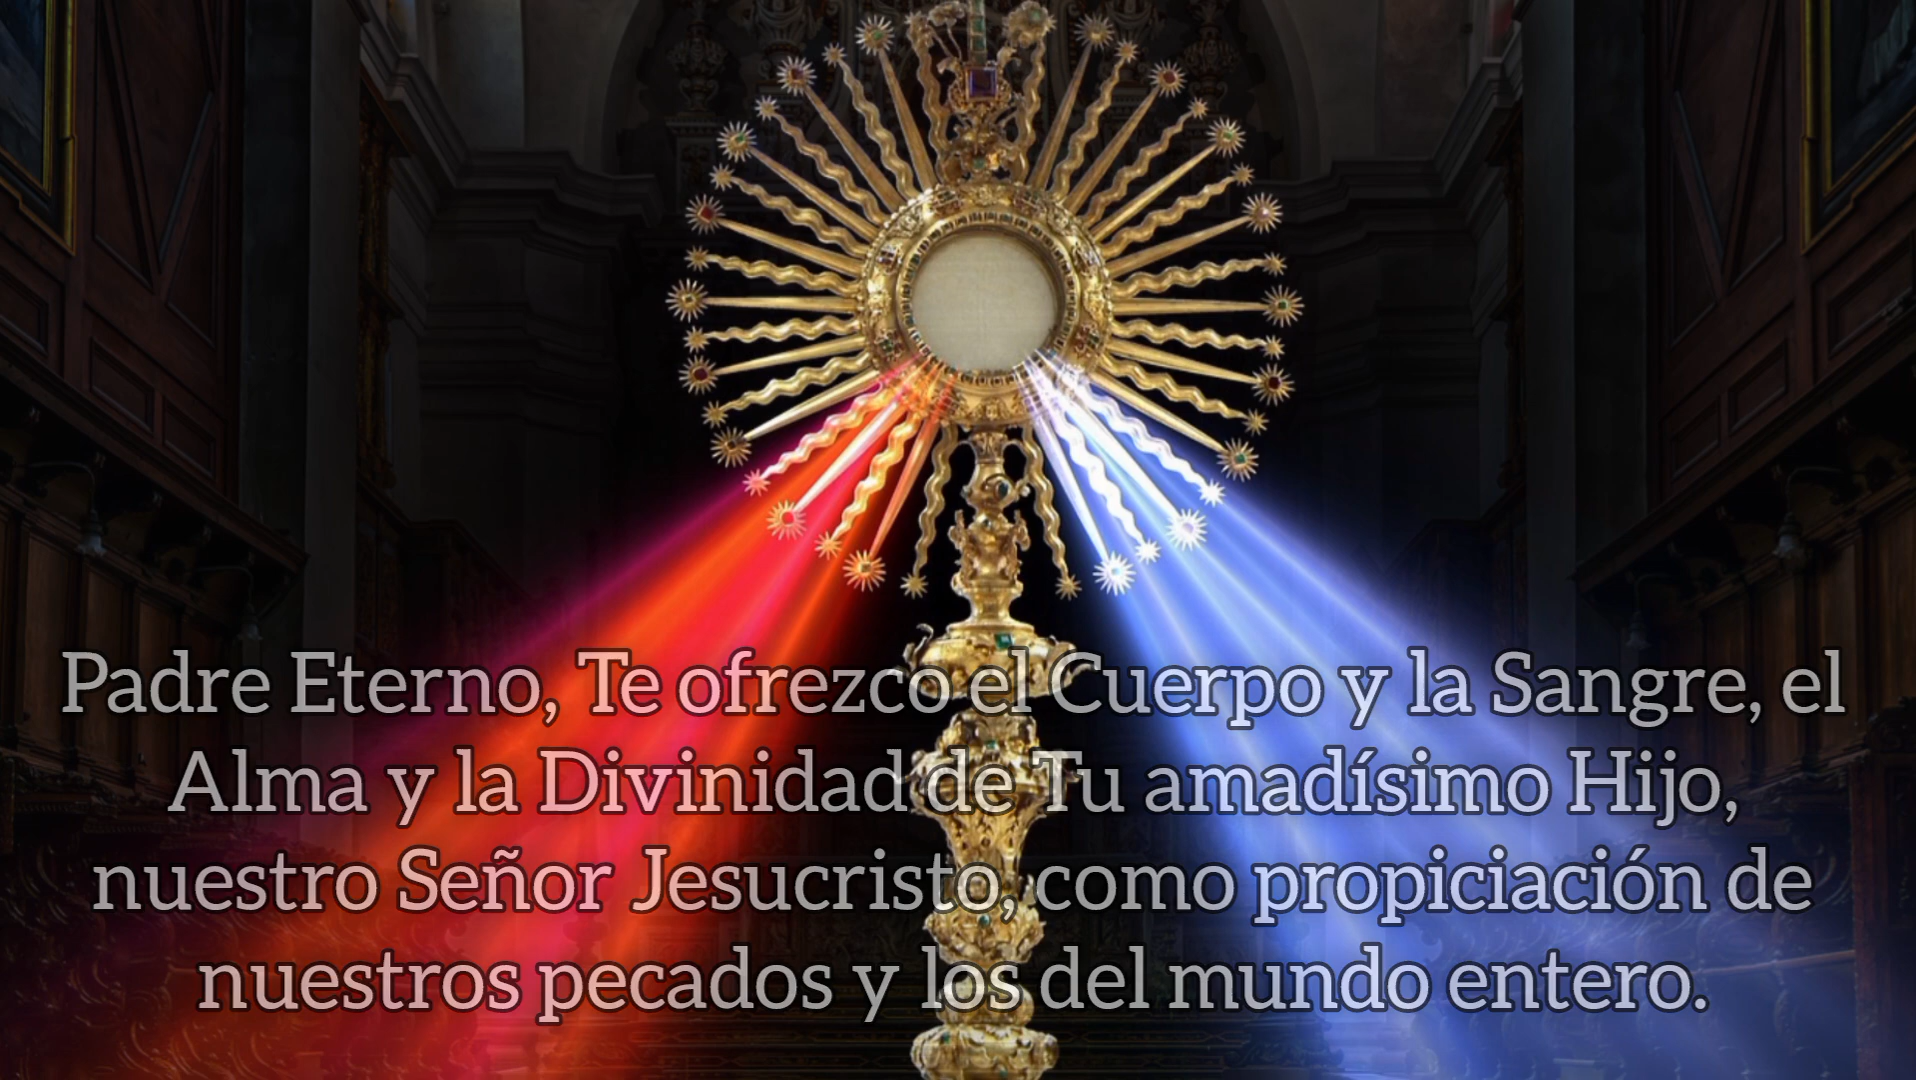 Padre Eterno, Te ofrezco el Cuerpo y la Sangre, el
Alma y la Divinidad de Tu amadísimo Hijo,
nuestro Señor Jesucristo, como propiciación de
nuestros pecados y los del mundo entero.